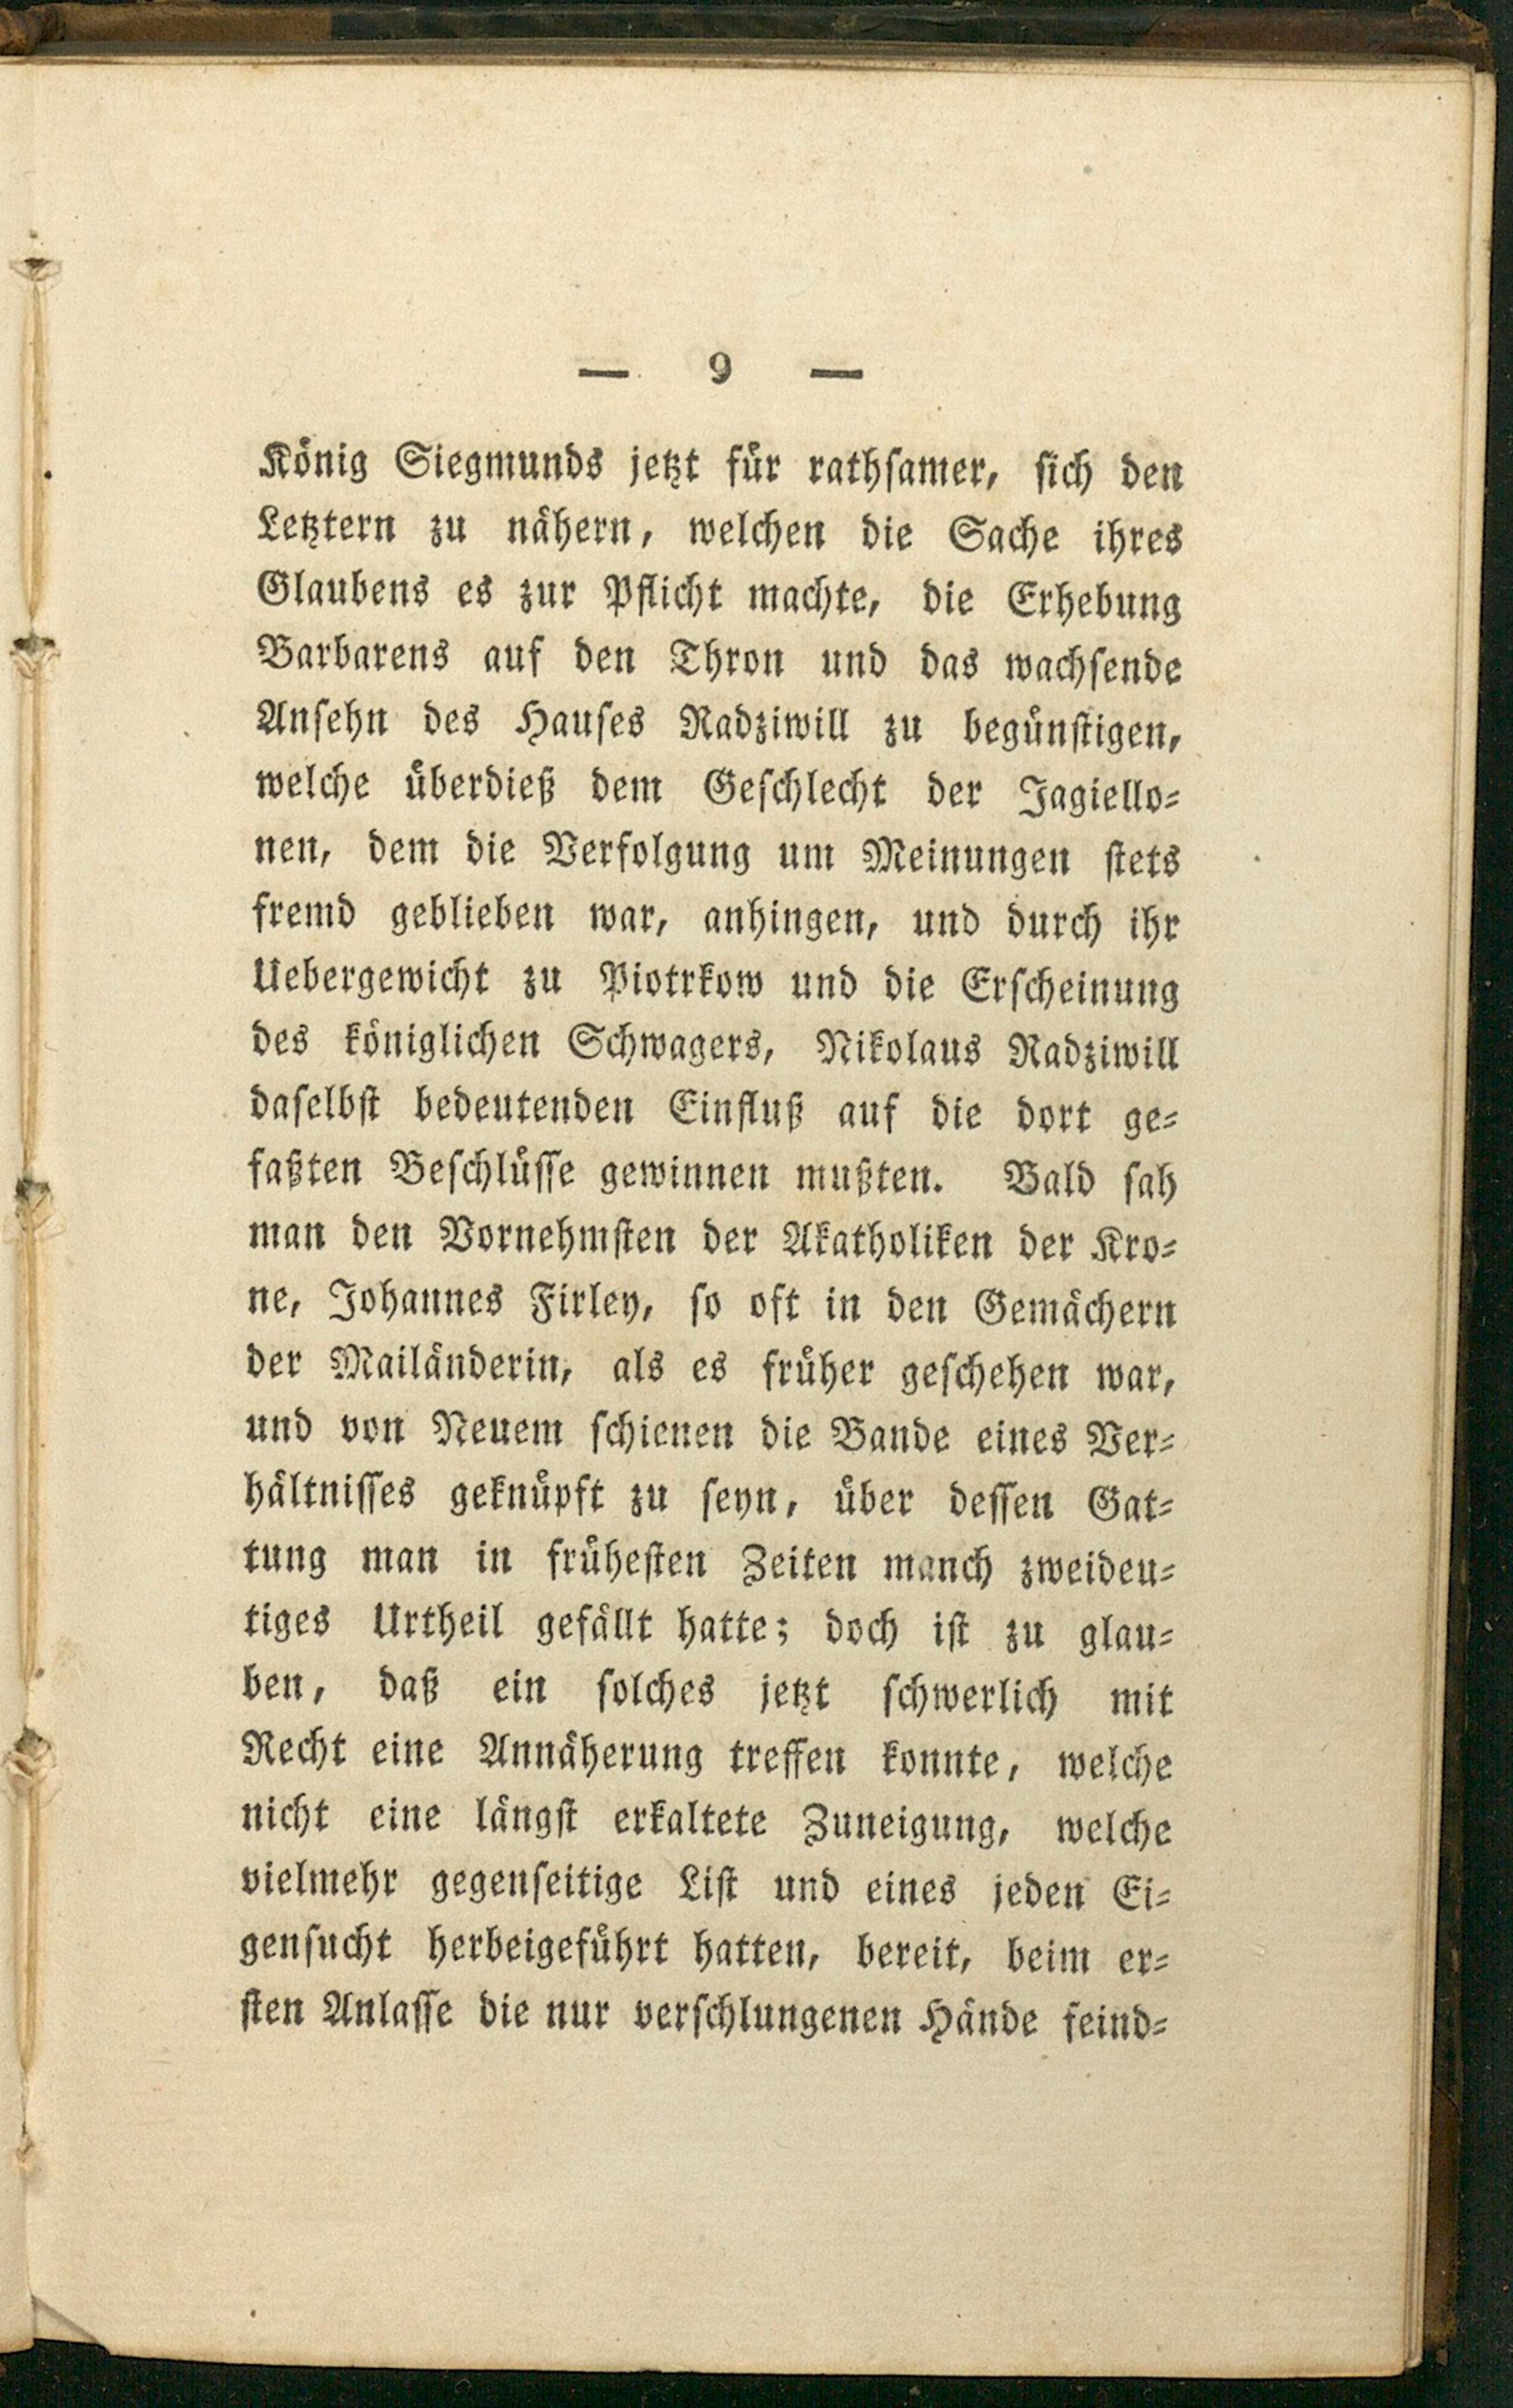 — 9 —
König Siegmunds jetzt für rathsamer, sich den
Letztern zu nähern, welchen die Sache ihres
Glaubens es zur Pflicht machte, die Erhebung
Barbarens auf den Thron und das wachsende
Ansehn des Hauses Radziwill zu begünstigen,
welche überdieß dem Geschlecht der Jagiello-
nen, dem die Verfolgung um Meinungen stets
fremd geblieben war, anhingen, und durch ihr
Uebergewicht zu Piotrkow und die Erscheinung
des königlichen Schwagers, Nikolaus Radziwill
daselbst bedeutenden Einfluß auf die dort ge-
faßten Beschlüsse gewinnen mußten. Bald sah
man den Vornehmsten der Akatholiken der Kro-
ne, Johannes Firley, so oft in den Gemächern
der Mailänderin, als es früher geschehen war,
und von Neuem schienen die Bande eines Ver-
hältnisses geknüpft zu seyn, über dessen Gat-
tung man in frühesten Zeiten manch zweideu-
tiges Urtheil gefällt hatte; doch ist zu glau-
ben, daß ein solches jetzt schwerlich mit
Recht eine Annäherung treffen konnte, welche
nicht eine längst erkaltete Zuneigung, welche
vielmehr gegenseitige List und eines jeden Ei-
gensucht herbeigeführt hatten, bereit, beim er-
sten Anlasse die nur verschlungenen Hände feind-